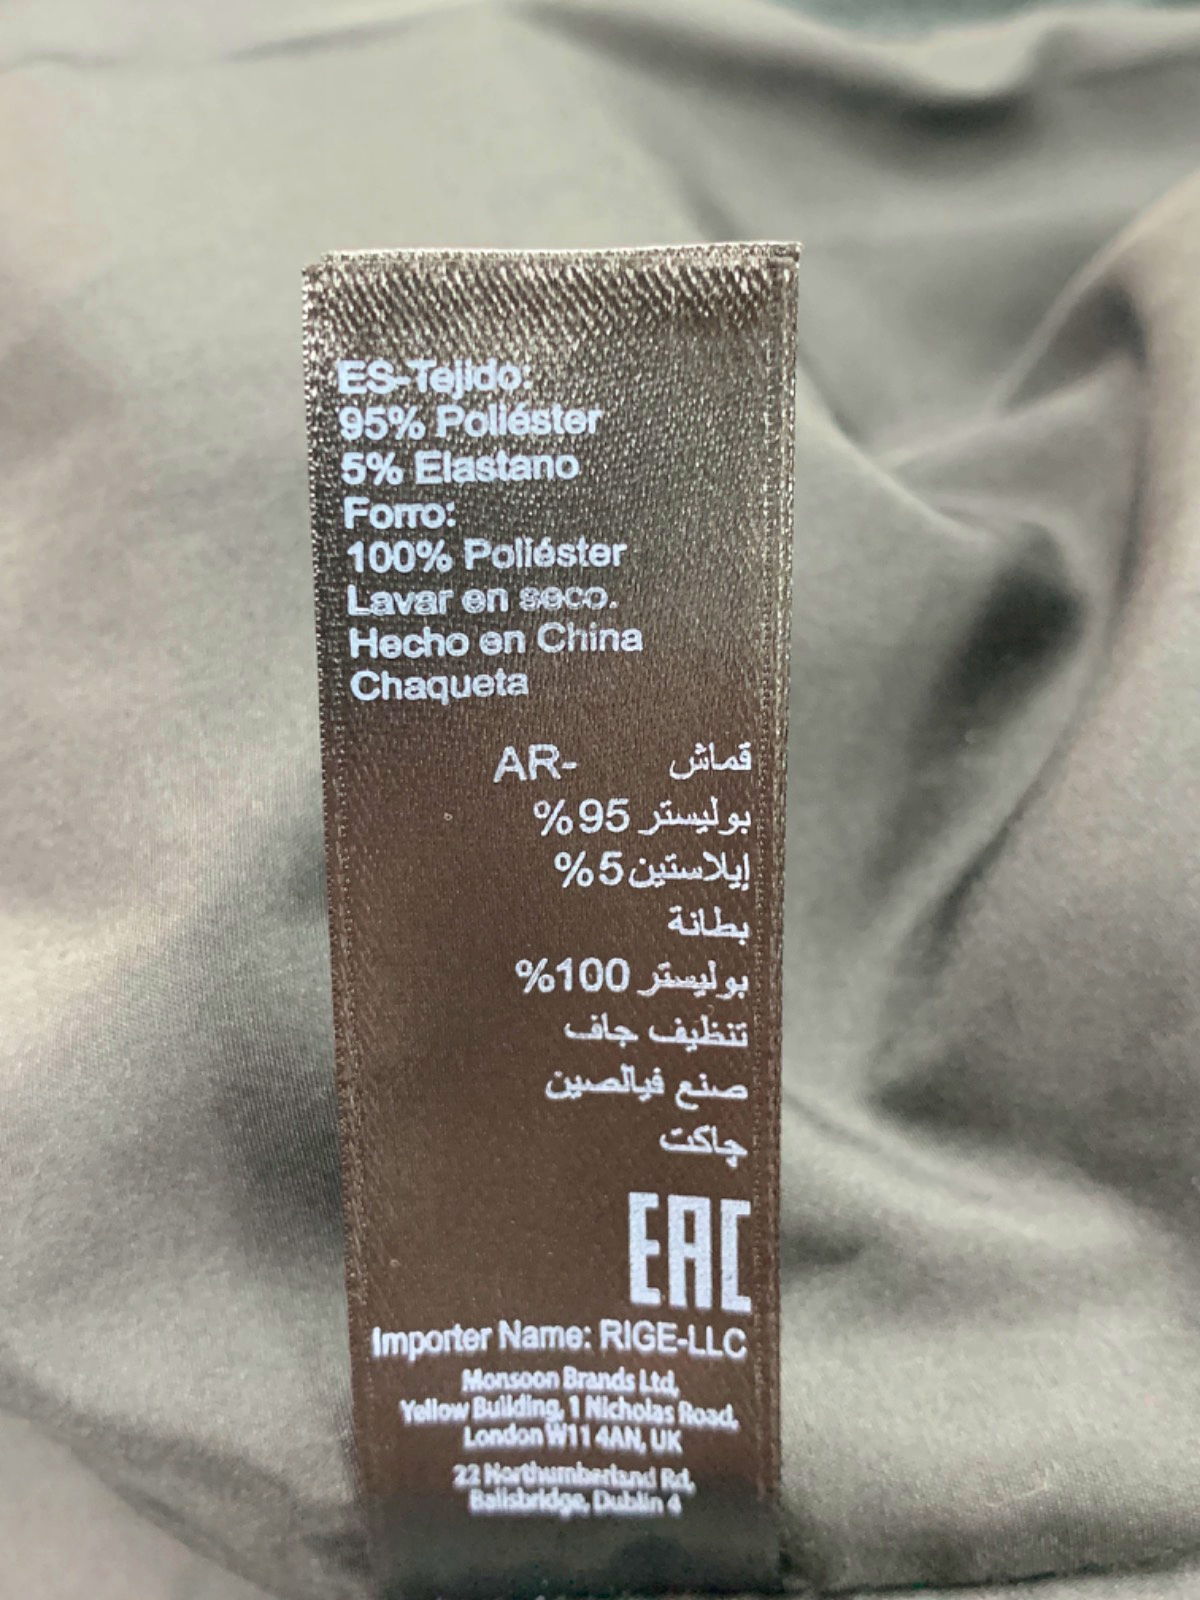 ES-Tejido:
95% Poliéster
5% Elastano
Forro:
100% Poliéster
Lavar en seco.
Hecho en China
Chaqueta
AR- قماش
بوليستر 95%
إيلاستين5%
بطانة
بوليستر 100%
تنظيف جاف
صنع فيالصين
جاكت
EAC
Importer Name: RIGE-LLC
Monsoon Brands Ltd,
Yellow Building, 1 Nicholas Road,
London W11 4AN, UK
22 Northumberland Rd,
Ballsbridge, Dublin 4